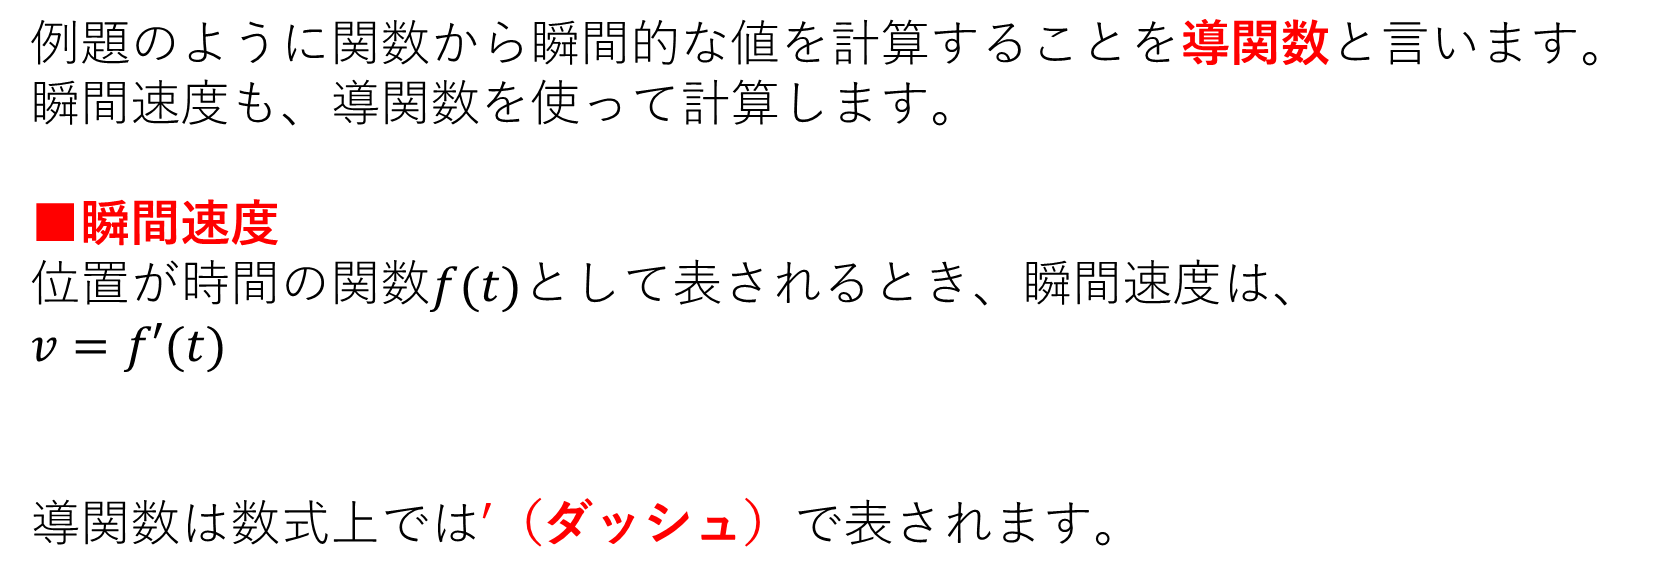 例題のように関数から瞬間的な値を計算することを導関数と言います。
瞬間速度も、導関数を使って計算します。
■瞬間速度
位置が時間の関数f(t)として表されるとき、瞬間速度は、
v = f′(t)
導関数は数式上では′（ダッシュ）で表されます。